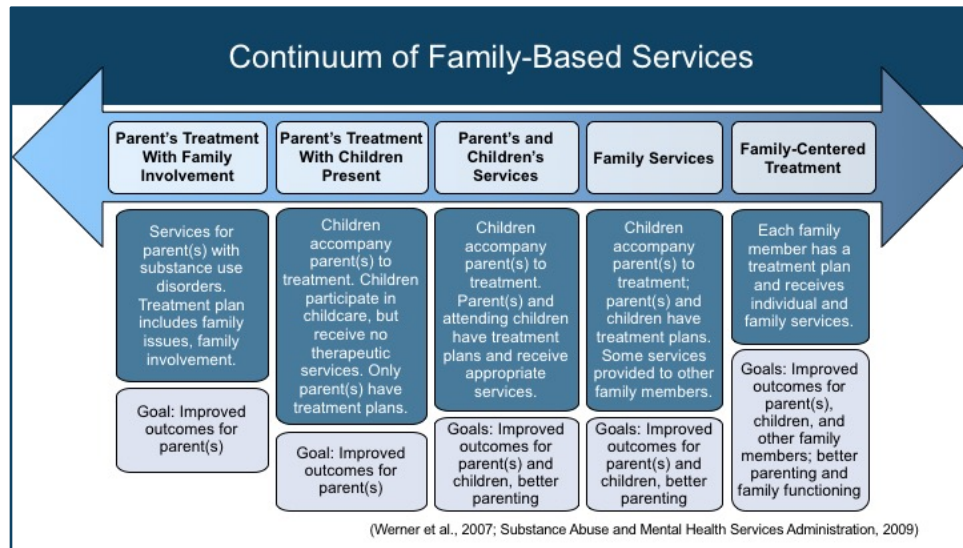 Continuum of Family-Based Services
Parent's Treatment
With Family
Involvement
Parent's Treatment
With Children
Present
Parent's and
Children's
Services
Family Services
Family-Centered
Treatment
Services for
parent(s) with
substance use
disorders.
Treatment plan
includes family
issues, family
involvement.
Goal: Improved
outcomes for
parent(s)
Children
accompany
parent(s) to
treatment. Children
participate in
childcare, but
receive no
therapeutic
services. Only
parent(s) have
treatment plans.
Goal: Improved
outcomes for
parent(s)
Children
accompany
parent(s) to
treatment.
Parent(s) and
attending children
have treatment
plans and receive
appropriate
services.
Goals: Improved
outcomes for
parent(s) and
children, better
parenting
Children
accompany
parent(s) to
treatment;
parent(s) and
children have
treatment plans.
Some services
provided to other
family members.
Goals: Improved
outcomes for
parent(s) and
children, better
parenting
Each family
member has a
treatment plan
and receives
individual and
family services.
Goals: Improved
outcomes for
parent(s),
children, and
other family
members; better
parenting and
family functioning
(Werner et al., 2007; Substance Abuse and Mental Health Services Administration, 2009)